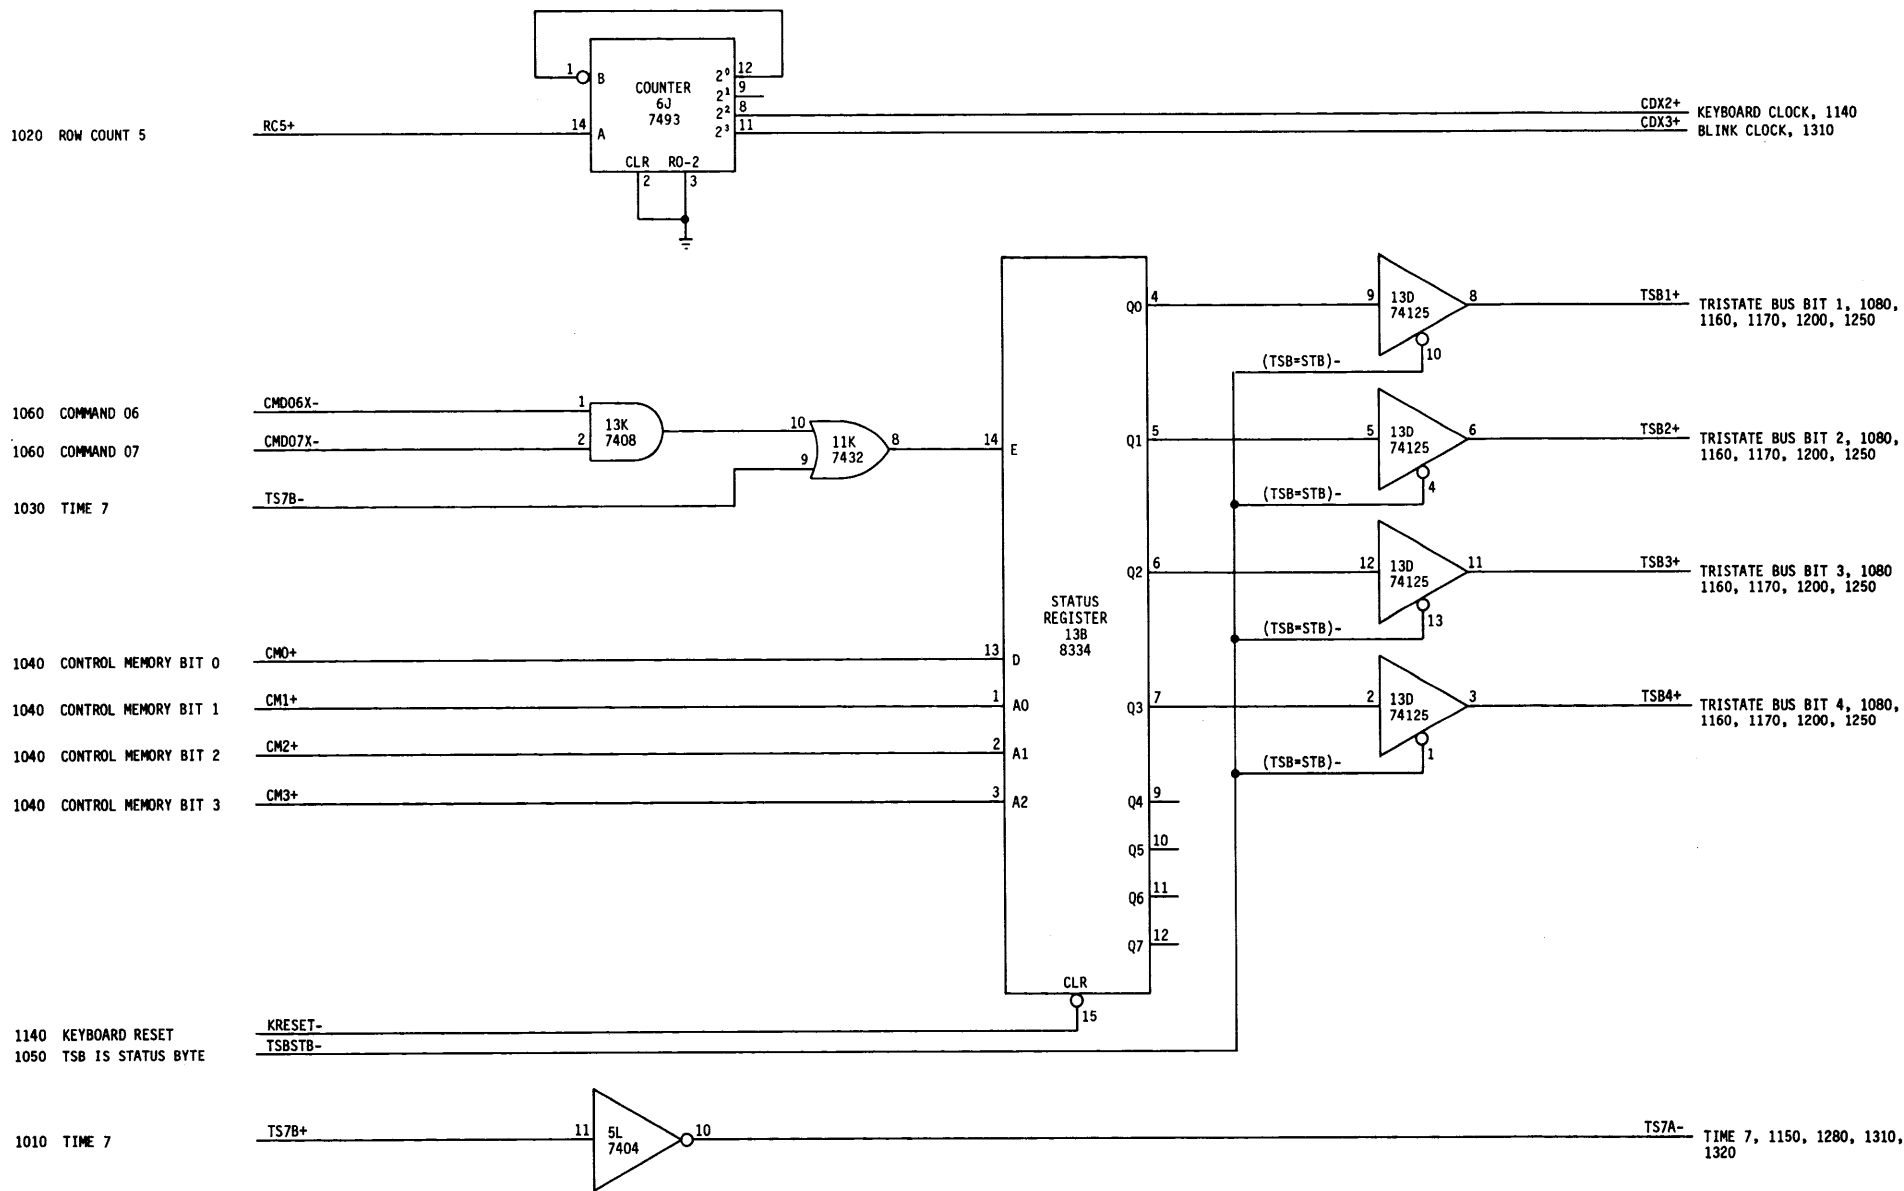 1 B COUNTER 6J 7493 2⁰ 12
2¹ 9
2² 8 CDX2+ KEYBOARD CLOCK, 1140
1020 ROW COUNT 5 RC5+ 14 A 2³ 11 CDX3+ BLINK CLOCK, 1310
CLR RO-2
2 3
Q0 4 9 13D 74125 8 TSB1+ TRISTATE BUS BIT 1, 1080,
1160, 1170, 1200, 1250
(TSB=STB)- 10
1060 COMMAND 06 CMD06X- 1
13K 7408
1060 COMMAND 07 CMD07X- 2
10 11K 7432 8 14 E
9
1030 TIME 7 TS7B-
Q1 5 5 13D 74125 6 TSB2+ TRISTATE BUS BIT 2, 1080,
1160, 1170, 1200, 1250
(TSB=STB)- 4
Q2 6 12 13D 74125 11 TSB3+ TRISTATE BUS BIT 3, 1080
1160, 1170, 1200, 1250
(TSB=STB)- 13
STATUS
REGISTER
13B
8334
1040 CONTROL MEMORY BIT 0 CM0+ 13 D
1040 CONTROL MEMORY BIT 1 CM1+ 1 A0
Q3 7 2 13D 74125 3 TSB4+ TRISTATE BUS BIT 4, 1080,
1160, 1170, 1200, 1250
(TSB=STB)- 1
1040 CONTROL MEMORY BIT 2 CM2+ 2 A1
1040 CONTROL MEMORY BIT 3 CM3+ 3 A2
Q4 9
Q5 10
Q6 11
Q7 12
CLR
15
1140 KEYBOARD RESET KRESET-
1050 TSB IS STATUS BYTE TSBSTB-
1010 TIME 7 TS7B+ 11 5L 7404 10 TS7A- TIME 7, 1150, 1280, 1310,
1320